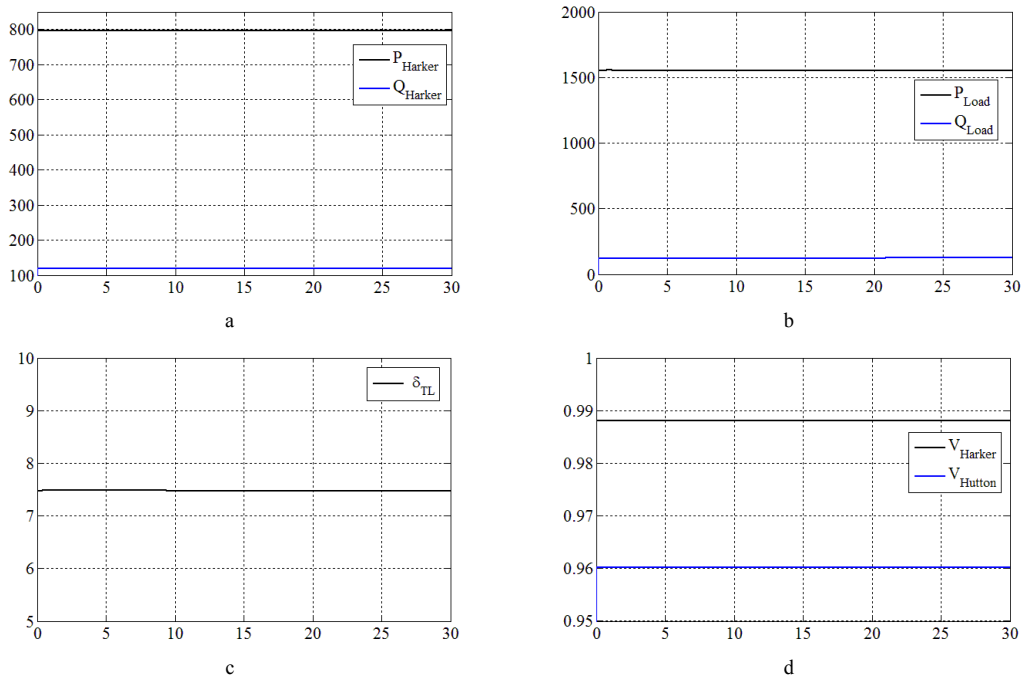 800
700
600
500
400
300
200
100
0 5 10 15 20 25 30
P_Harker
Q_Harker
a
2000
1500
1000
500
0
0 5 10 15 20 25 30
P_Load
Q_Load
b
10
9
8
7
6
5
0 5 10 15 20 25 30
δ_TL
c
1
0.99
0.98
0.97
0.96
0.95
0 5 10 15 20 25 30
V_Harker
V_Hutton
d